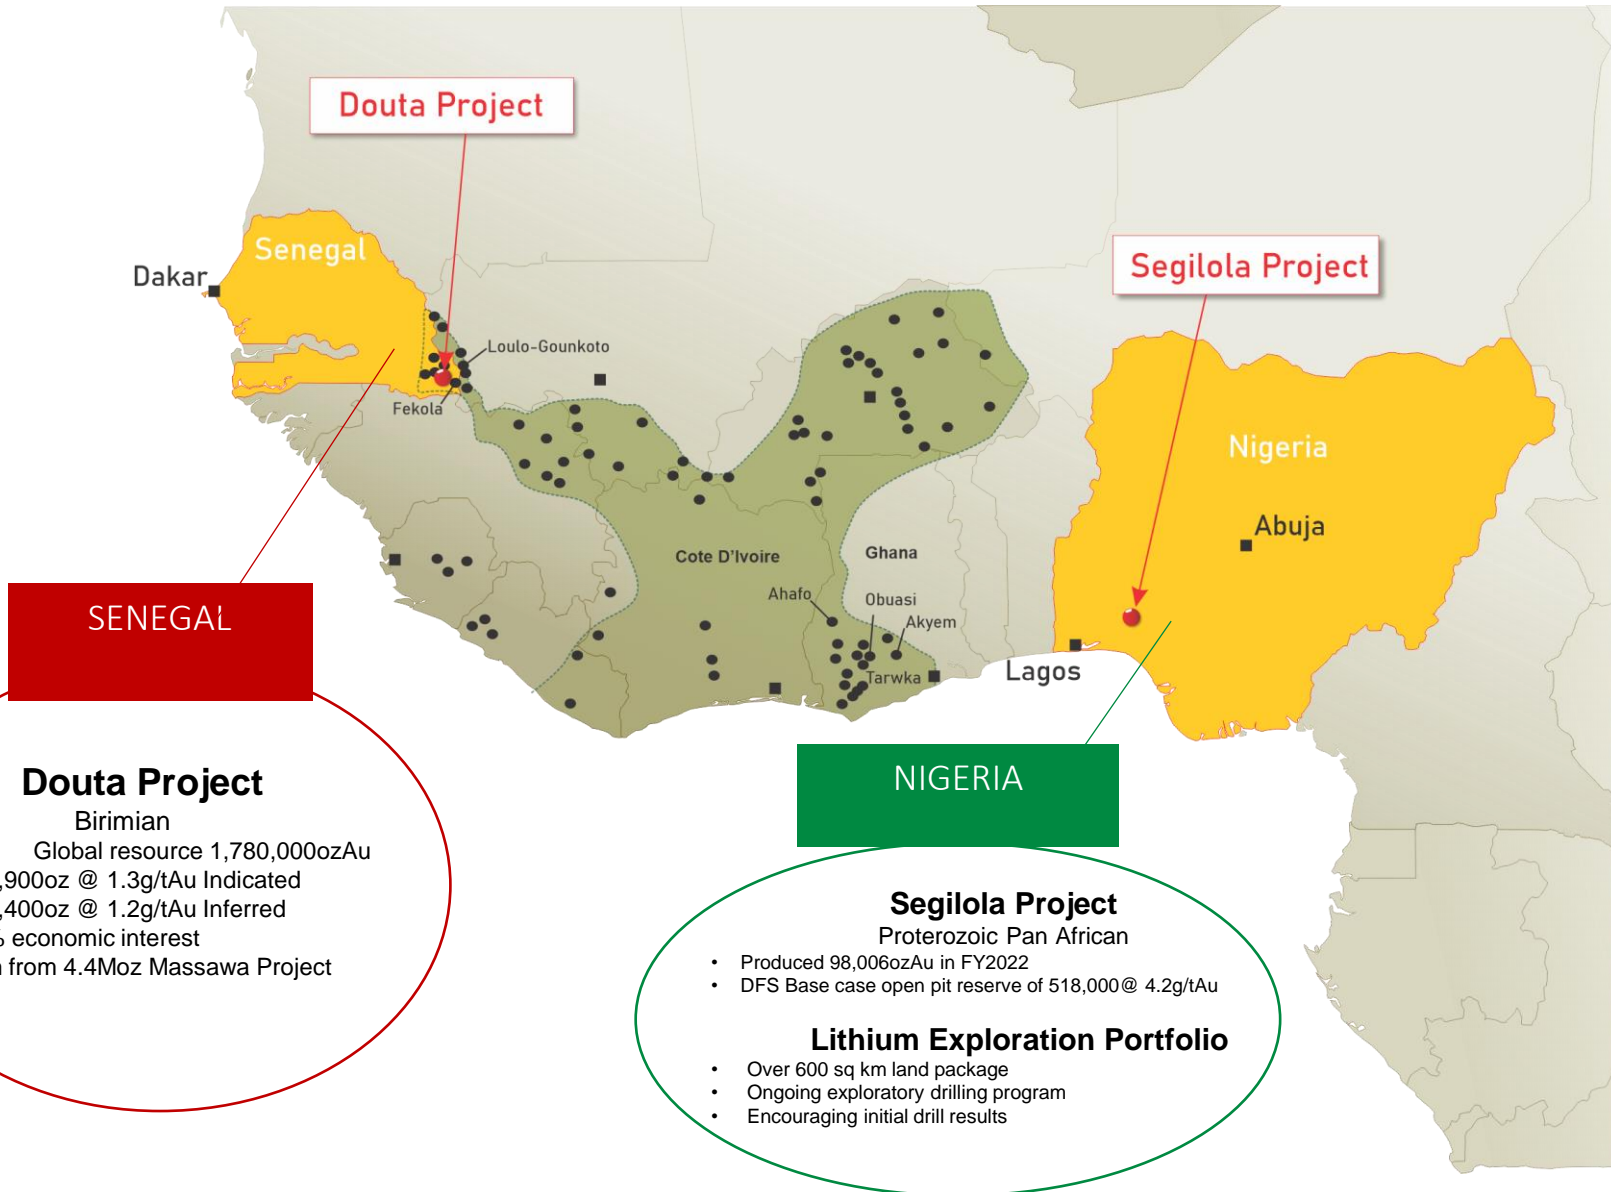 Douta Project
Segilola Project
Senegal
Dakar
Loulo-Gounkoto
Fekola
Nigeria
Abuja
Cote D'Ivoire
Ghana
Ahafo
Obuasi
Akyem
Tarwka
Lagos
SENEGAL
Douta Project
Birimian
Global resource 1,780,000ozAu
,900oz @ 1.3g/tAu Indicated
,400oz @ 1.2g/tAu Inferred
% economic interest
from 4.4Moz Massawa Project
NIGERIA
Segilola Project
Proterozoic Pan African
• Produced 98,006ozAu in FY2022
• DFS Base case open pit reserve of 518,000@ 4.2g/tAu
Lithium Exploration Portfolio
• Over 600 sq km land package
• Ongoing exploratory drilling program
• Encouraging initial drill results